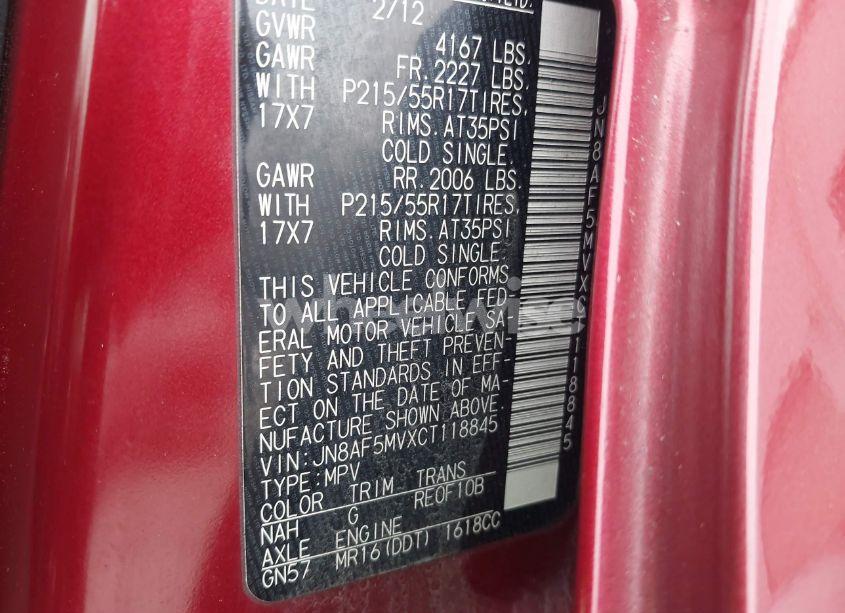 DATE 2/12
GVWR 4167 LBS.
GAWR FR. 2227 LBS.
WITH P215/55R17TIRES,
17X7 RIMS.AT35PSI
COLD SINGLE.
GAWR RR. 2006 LBS.
WITH P215/55R17TIRES,
17X7 RIMS.AT35PSI
COLD SINGLE.
THIS VEHICLE CONFORMS
TO ALL APPLICABLE FED
ERAL MOTOR VEHICLE SA
FETY AND THEFT PREVEN-
TION STANDARDS IN EFF-
ECT ON THE DATE OF MA-
NUFACTURE SHOWN ABOVE.
VIN:JN8AF5MVXCT118845
TYPE:MPV
COLOR TRIM TRANS
NAH G RE0F10B
AXLE ENGINE
GN57 MR16(DDT) 1618CC
JN8AF5MVXCT118845